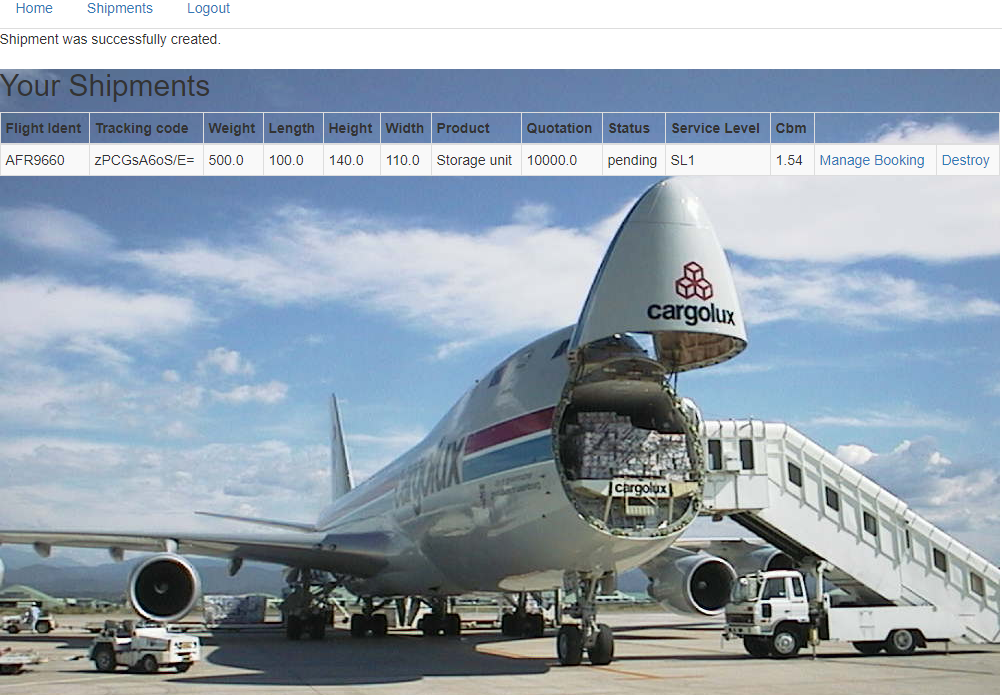 Home Shipments Logout
Shipment was successfully created.
Your Shipments
Flight Ident Tracking code Weight Length Height Width Product Quotation Status Service Level Cbm
AFR9660 zPCGsA6oS/E= 500.0 100.0 140.0 110.0 Storage unit 10000.0 pending SL1 1.54 Manage Booking Destroy
cargolux
cargolux
cargolux